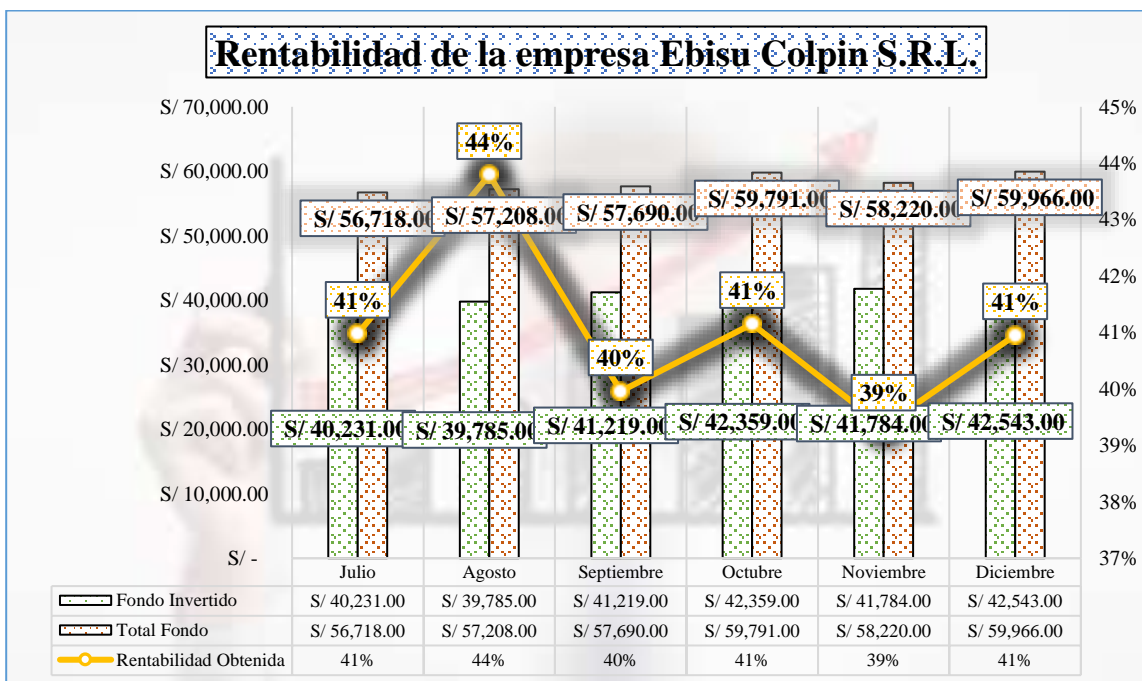 Rentabilidad de la empresa Ebisu Colpin S.R.L.
S/ 70,000.00
S/ 60,000.00
S/ 50,000.00
S/ 40,000.00
S/ 30,000.00
S/ 20,000.00
S/ 10,000.00
S/ -
45%
44%
43%
42%
41%
40%
39%
38%
37%
41%
44%
40%
41%
39%
41%
S/ 56,718.00
S/ 57,208.00
S/ 57,690.00
S/ 59,791.00
S/ 58,220.00
S/ 59,966.00
S/ 40,231.00
S/ 39,785.00
S/ 41,219.00
S/ 42,359.00
S/ 41,784.00
S/ 42,543.00
Julio Agosto Septiembre Octubre Noviembre Diciembre
Fondo Invertido S/ 40,231.00 S/ 39,785.00 S/ 41,219.00 S/ 42,359.00 S/ 41,784.00 S/ 42,543.00
Total Fondo S/ 56,718.00 S/ 57,208.00 S/ 57,690.00 S/ 59,791.00 S/ 58,220.00 S/ 59,966.00
Rentabilidad Obtenida 41% 44% 40% 41% 39% 41%